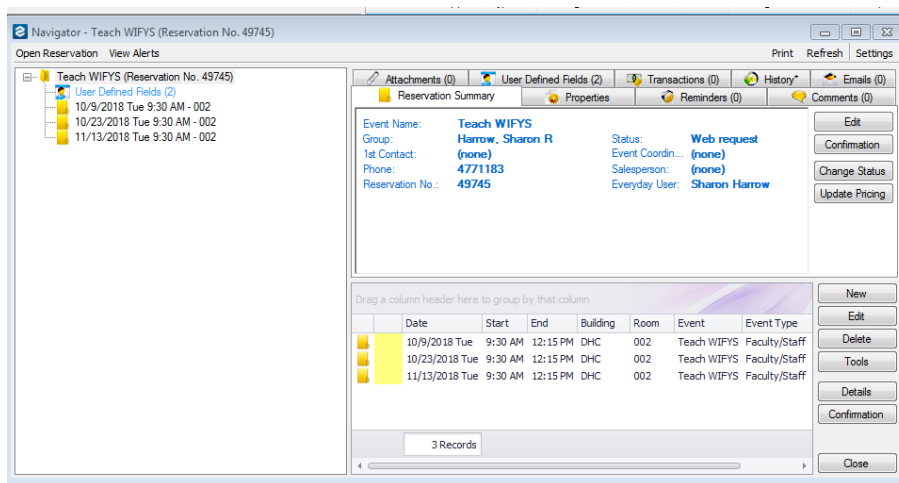 Navigator - Teach WIFYS (Reservation No. 49745)
Open Reservation View Alerts Print Refresh Settings
Teach WIFYS (Reservation No. 49745)
User Defined Fields (2)
10/9/2018 Tue 9:30 AM - 002
10/23/2018 Tue 9:30 AM - 002
11/13/2018 Tue 9:30 AM - 002
Attachments (0) User Defined Fields (2) Transactions (0) History* Emails (0)
Reservation Summary Properties Reminders (0) Comments (0)
Event Name: Teach WIFYS
Group: Harrow, Sharon R Status: Web request
1st Contact: (none) Event Coordin... (none)
Phone: 4771183 Salesperson: (none)
Reservation No.: 49745 Everyday User: Sharon Harrow
Edit
Confirmation
Change Status
Update Pricing
Drag a column header here to group by that column
Date Start End Building Room Event Event Type
10/9/2018 Tue 9:30 AM 12:15 PM DHC 002 Teach WIFYS Faculty/Staff
10/23/2018 Tue 9:30 AM 12:15 PM DHC 002 Teach WIFYS Faculty/Staff
11/13/2018 Tue 9:30 AM 12:15 PM DHC 002 Teach WIFYS Faculty/Staff
3 Records
New
Edit
Delete
Tools
Details
Confirmation
Close